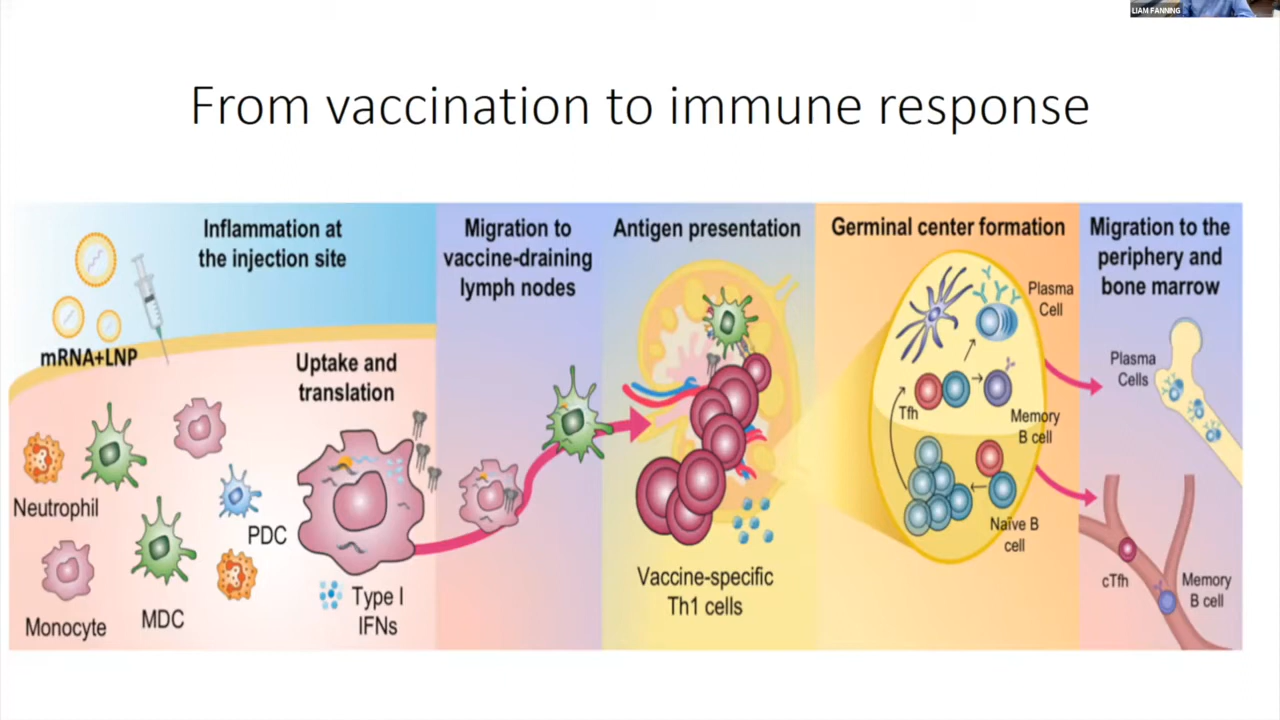 LIAM FANNING
From vaccination to immune response
Inflammation at
the injection site
mRNA+LNP
Uptake and
translation
Neutrophil
PDC
Monocyte
MDC
Type I
IFNs
Migration to
vaccine-draining
lymph nodes
Antigen presentation
Vaccine-specific
Th1 cells
Germinal center formation
Plasma
Cell
Tfh
Memory
B cell
Naïve B
cell
Migration to the
periphery and
bone marrow
Plasma
Cells
cTfh
Memory
B cell